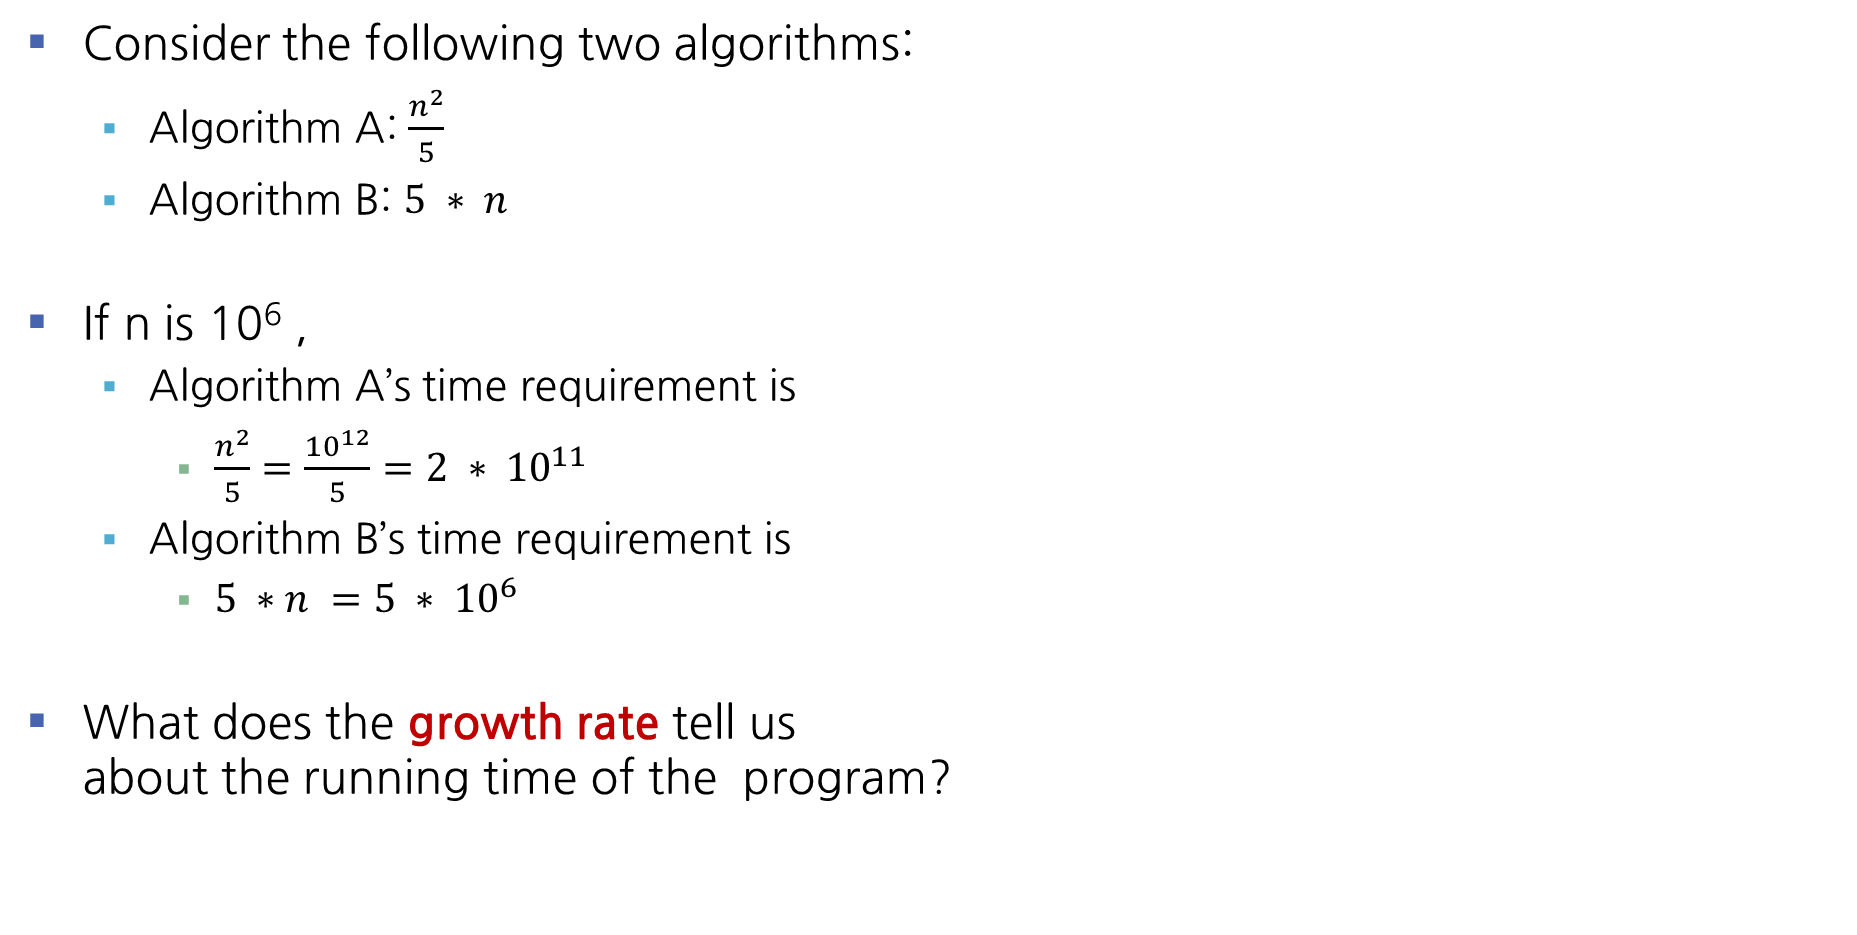 ▪ Consider the following two algorithms:
▪ Algorithm A: n²/5
▪ Algorithm B: 5 * n
▪ If n is 10⁶ ,
▪ Algorithm A’s time requirement is
▪ n²/5 = 10¹²/5 = 2 * 10¹¹
▪ Algorithm B’s time requirement is
▪ 5 * n = 5 * 10⁶
▪ What does the growth rate tell us
about the running time of the program?